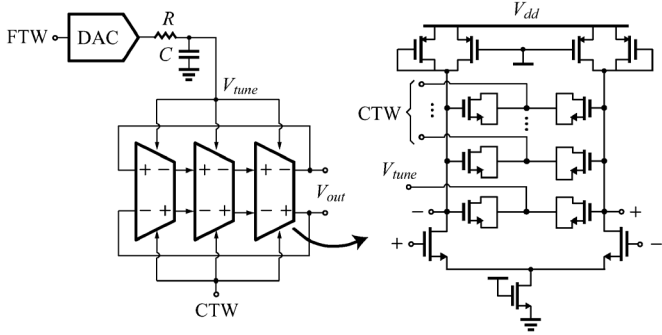 FTW
DAC
R
C
V_tune
+ − + − + −
− + − + − +
V_out
CTW
V_dd
CTW
V_tune
− +
+ −